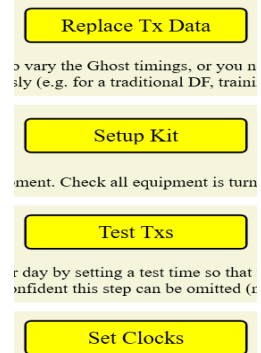 Replace Tx Data
o vary the Ghost timings, or you n
sly (e.g. for a traditional DF, traini
Setup Kit
ment. Check all equipment is turn
Test Txs
r day by setting a test time so that
onfident this step can be omitted (r
Set Clocks